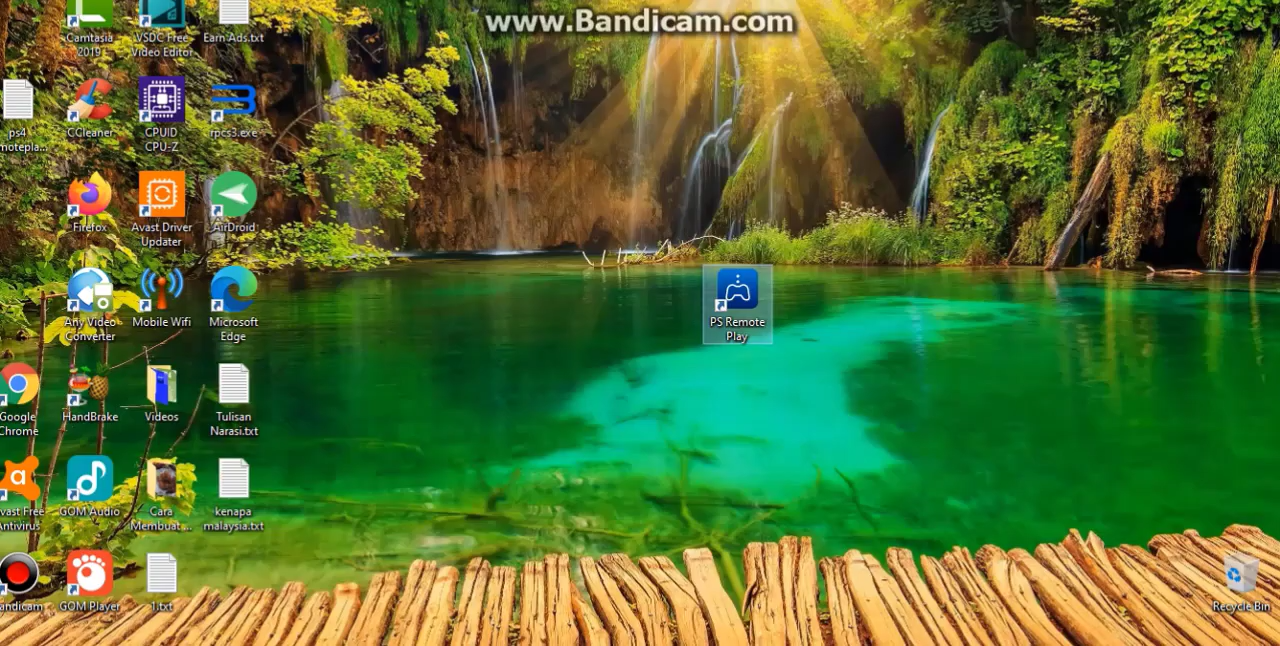 www.Bandicam.com
Camtasia
2019
VSDC Free
Video Editor
Earn Ads.txt
ps4
CCleaner
CPUID
CPU-Z
rpcs3.exe
Firefox
Avast Driver
Updater
AirDroid
Any Video
Converter
Mobile Wifi
Microsoft
Edge
PS Remote
Play
Google
Chrome
HandBrake
Videos
Tulisan
Narasi.txt
vast Free
Antivirus
GOM Audio
Cara
Membuat ...
kenapa
malaysia.txt
andicam
GOM Player
1.txt
Recycle Bin